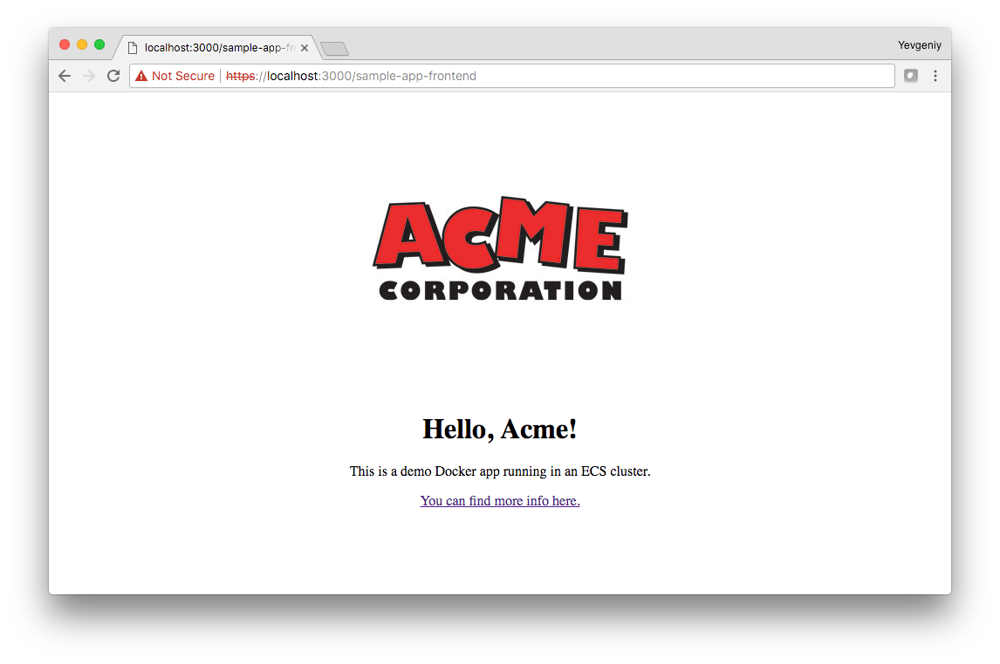 localhost:3000/sample-app-fr
Yevgeniy
Not Secure | https://localhost:3000/sample-app-frontend
ACME
CORPORATION
Hello, Acme!
This is a demo Docker app running in an ECS cluster.
You can find more info here.